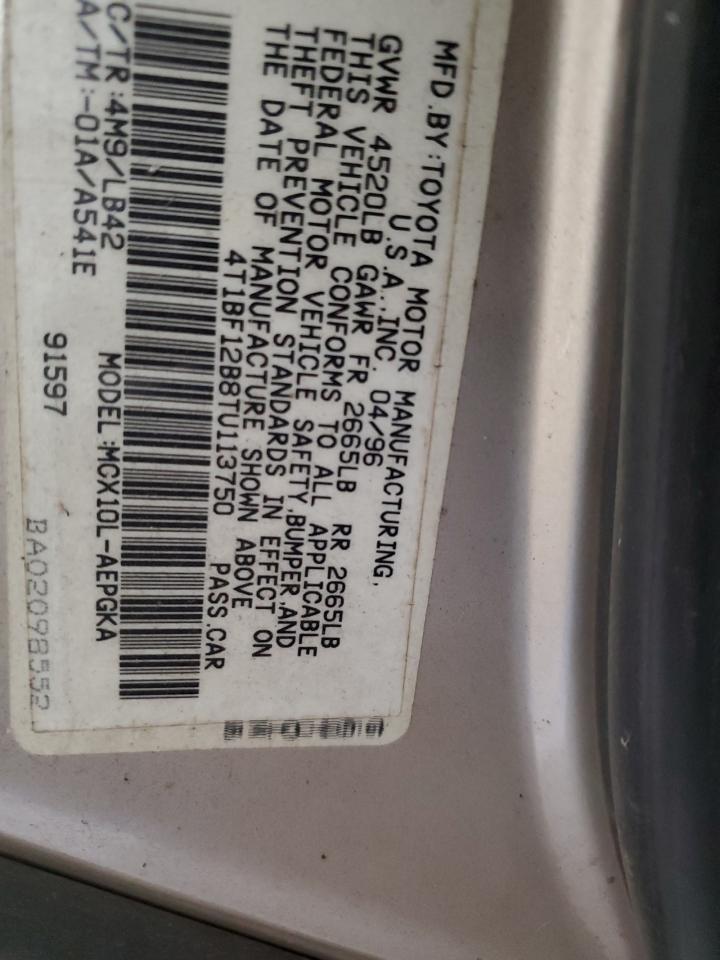 MFD.BY:TOYOTA MOTOR MANUFACTURING,
U.S.A.,INC. 04/96
GVWR 4520LB GAWR FR 2665LB RR 2665LB
THIS VEHICLE CONFORMS TO ALL APPLICABLE
FEDERAL MOTOR VEHICLE SAFETY,BUMPER,AND
THEFT PREVENTION STANDARDS IN EFFECT ON
THE DATE OF MANUFACTURE SHOWN ABOVE
4T1BF12B8TU113750 PASS.CAR
C/TR:4M9/LB42 MODEL:MCX10L-AEPGKA
A/TM:-01A/A541E
91597
BA02098552